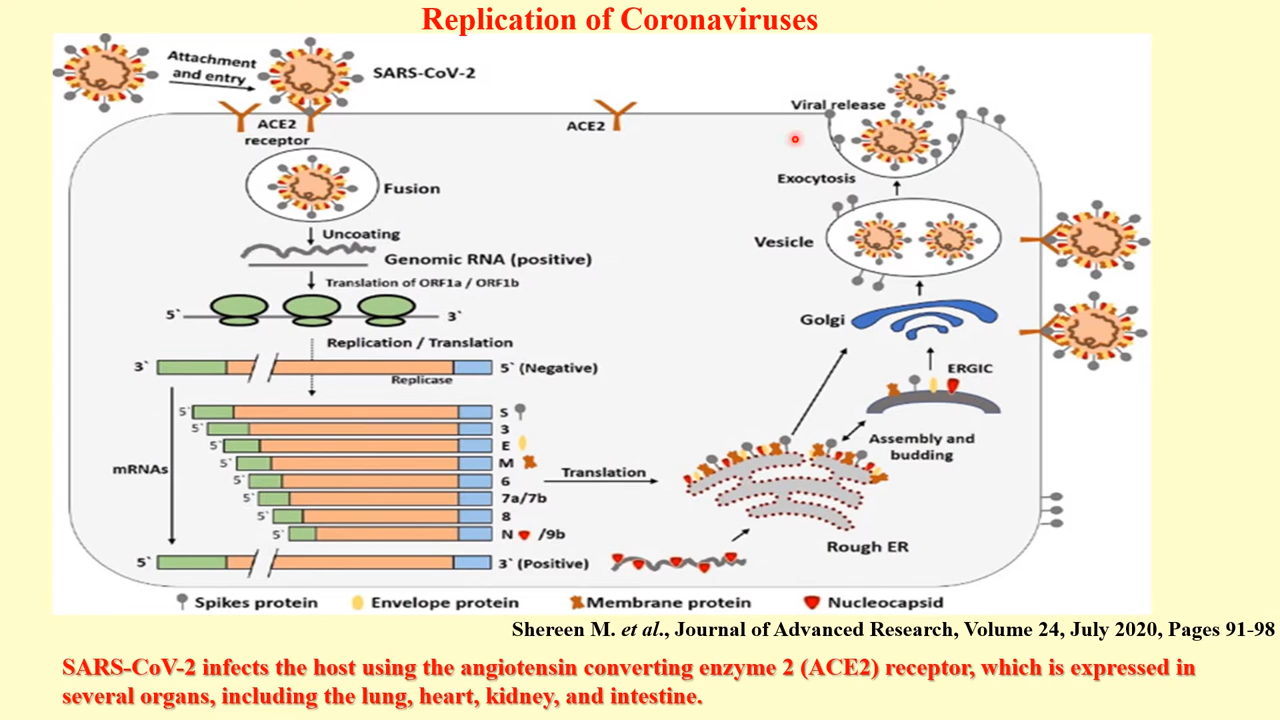 Replication of Coronaviruses
Attachment
and entry
SARS-CoV-2
ACE2
receptor
ACE2
Viral release
Exocytosis
Fusion
Uncoating
Genomic RNA (positive)
Translation of ORF1a / ORF1b
5` 3`
Replication / Translation
3` 5` (Negative)
Replicase
mRNAs
5` S
5` 3
5` E
5` M
5` 6
5` 7a/7b
5` 8
5` N /9b
5` 3` (Positive)
Translation
Vesicle
Golgi
ERGIC
Assembly and
budding
Rough ER
Spikes protein Envelope protein Membrane protein Nucleocapsid
Shereen M. et al., Journal of Advanced Research, Volume 24, July 2020, Pages 91-98
SARS-CoV-2 infects the host using the angiotensin converting enzyme 2 (ACE2) receptor, which is expressed in
several organs, including the lung, heart, kidney, and intestine.